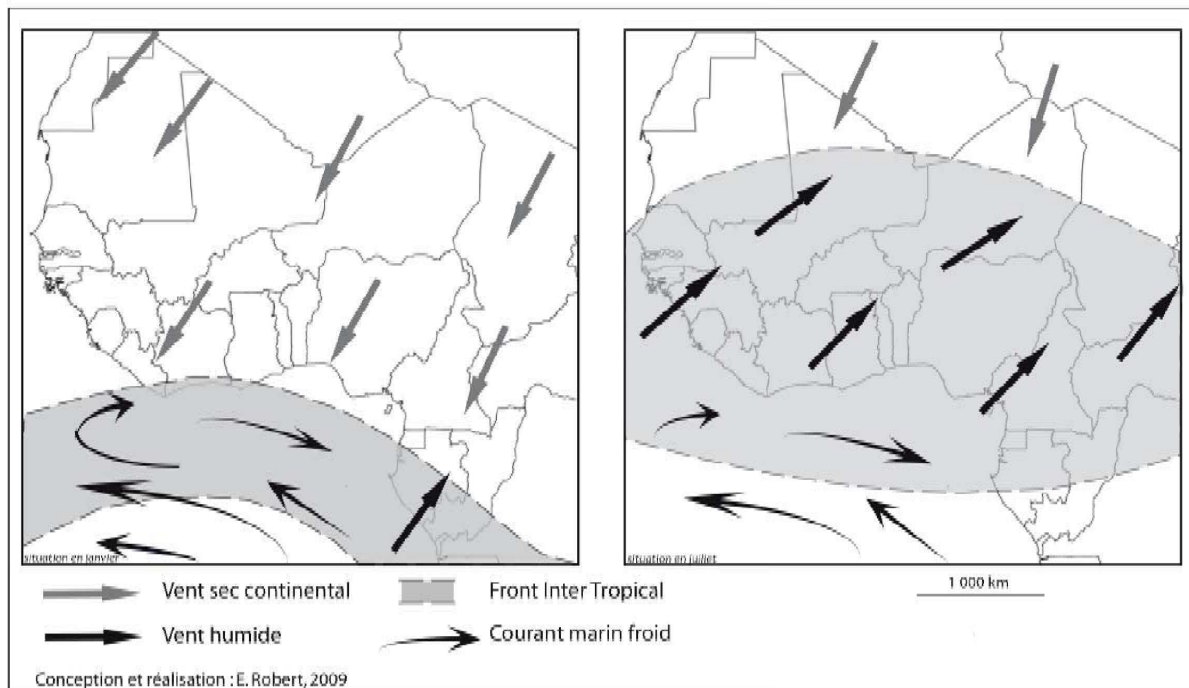 situation en janvier
situation en juillet
Vent sec continental
Front Inter Tropical
1 000 km
Vent humide
Courant marin froid
Conception et réalisation : E. Robert, 2009